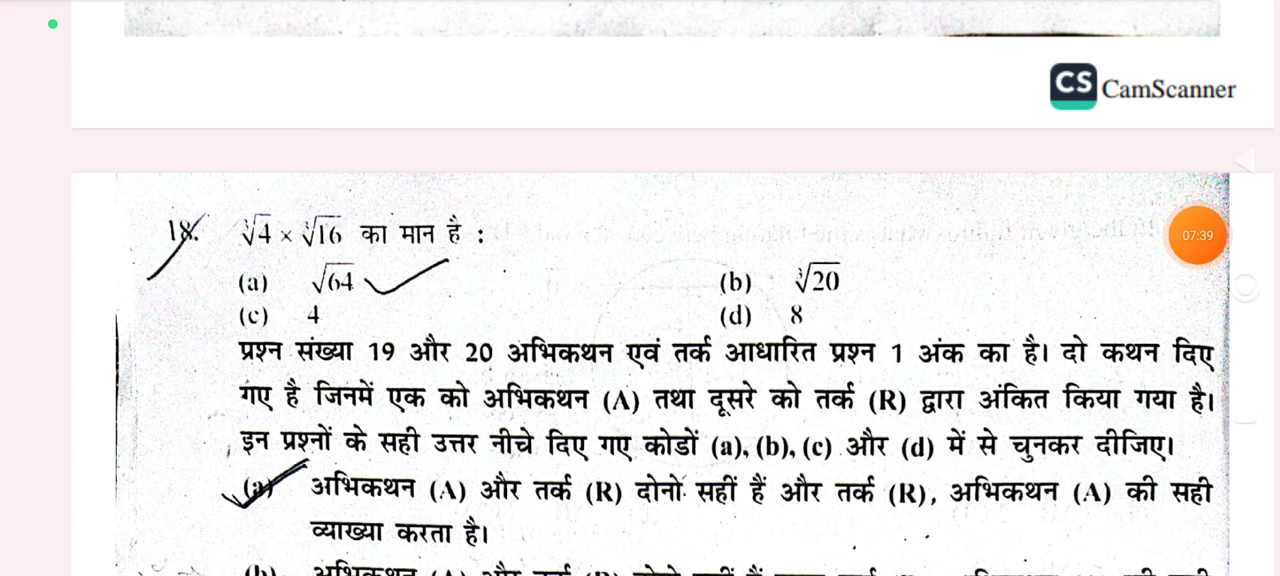 CS CamScanner
18. ∛4 × ∛16 का मान है :
07:39
(a) √64 (b) ∛20
(c) 4 (d) 8
प्रश्न संख्या 19 और 20 अभिकथन एवं तर्क आधारित प्रश्न 1 अंक का है। दो कथन दिए
गए है जिनमें एक को अभिकथन (A) तथा दूसरे को तर्क (R) द्वारा अंकित किया गया है।
इन प्रश्नों के सही उत्तर नीचे दिए गए कोडों (a), (b), (c) और (d) में से चुनकर दीजिए।
(a) अभिकथन (A) और तर्क (R) दोनो सहीं हैं और तर्क (R), अभिकथन (A) की सही
व्याख्या करता है।